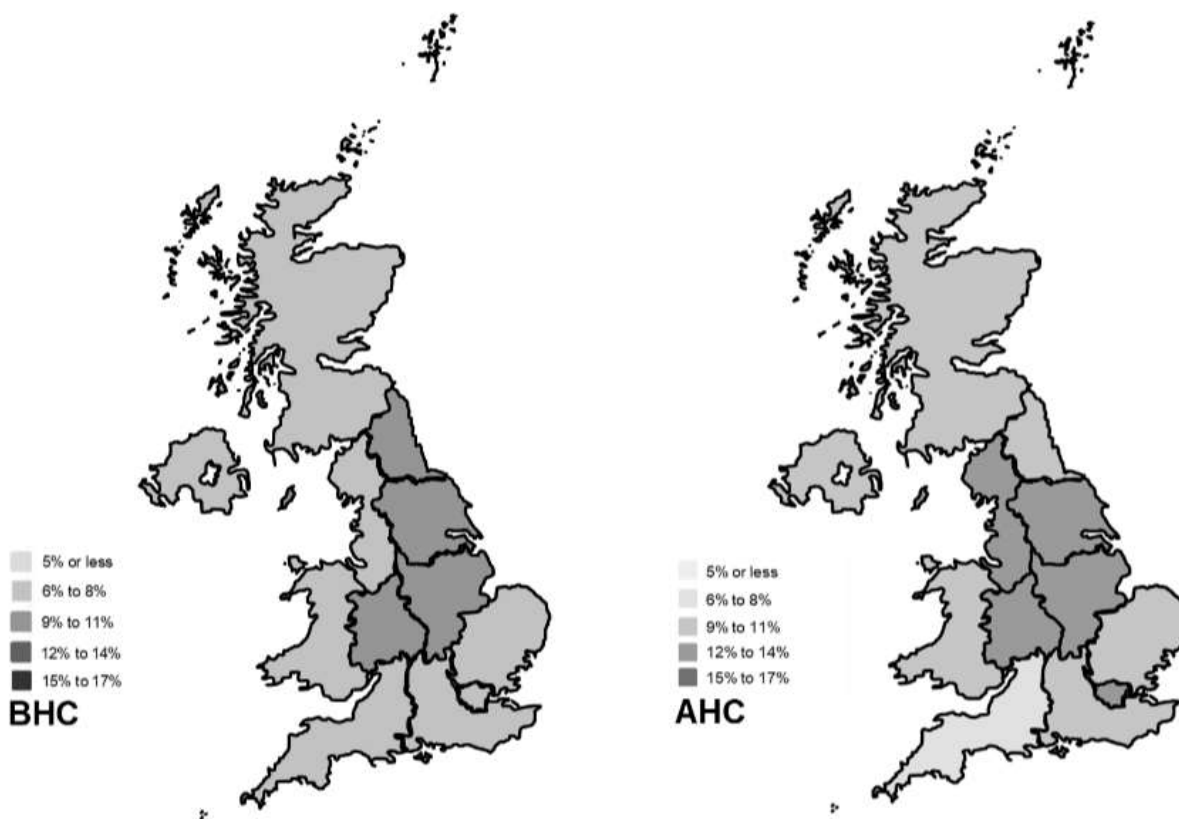 5% or less
6% to 8%
9% to 11%
12% to 14%
15% to 17%
BHC
5% or less
6% to 8%
9% to 11%
12% to 14%
15% to 17%
AHC